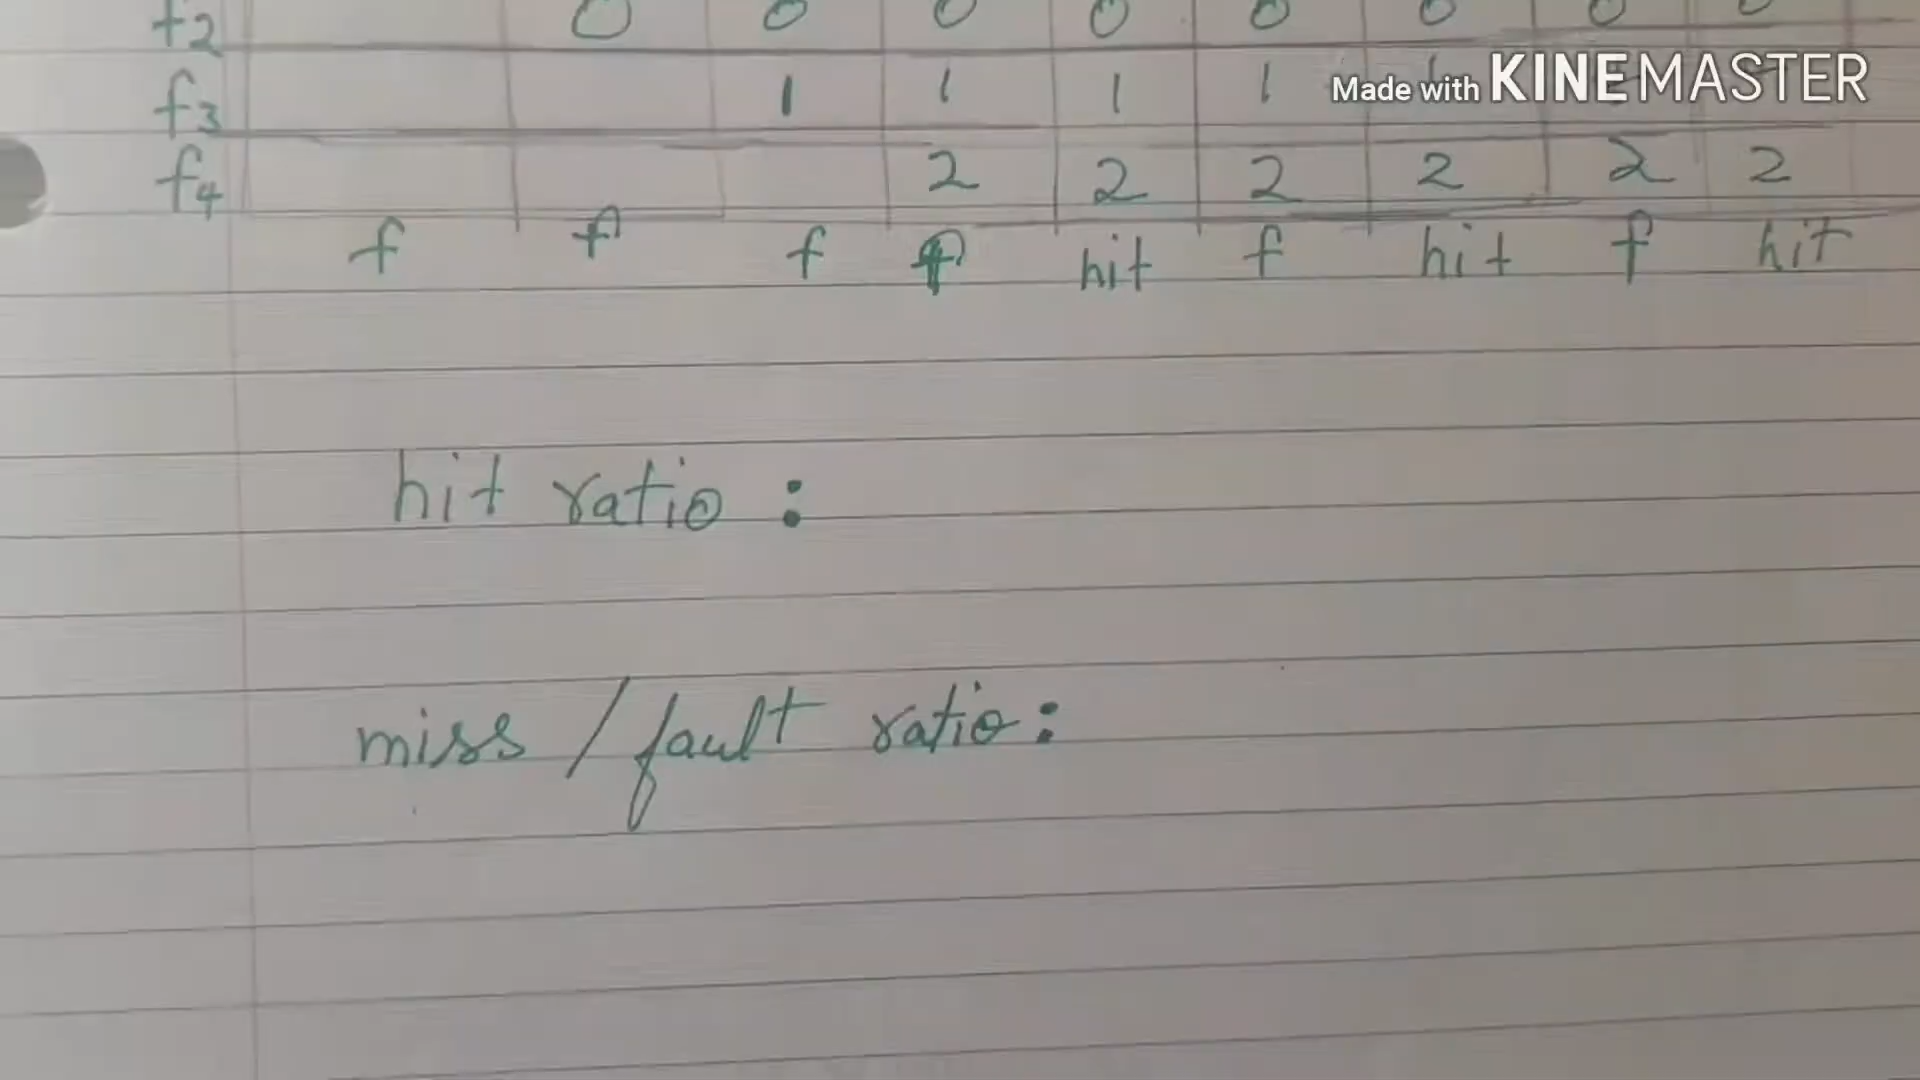 f2 0 0 0 0 0 0 0 0
f3 1 1 1 1
Made with KINEMASTER
f4 2 2 2 2 2 2
f f f f hit f hit f hit
hit ratio :
miss / fault ratio :